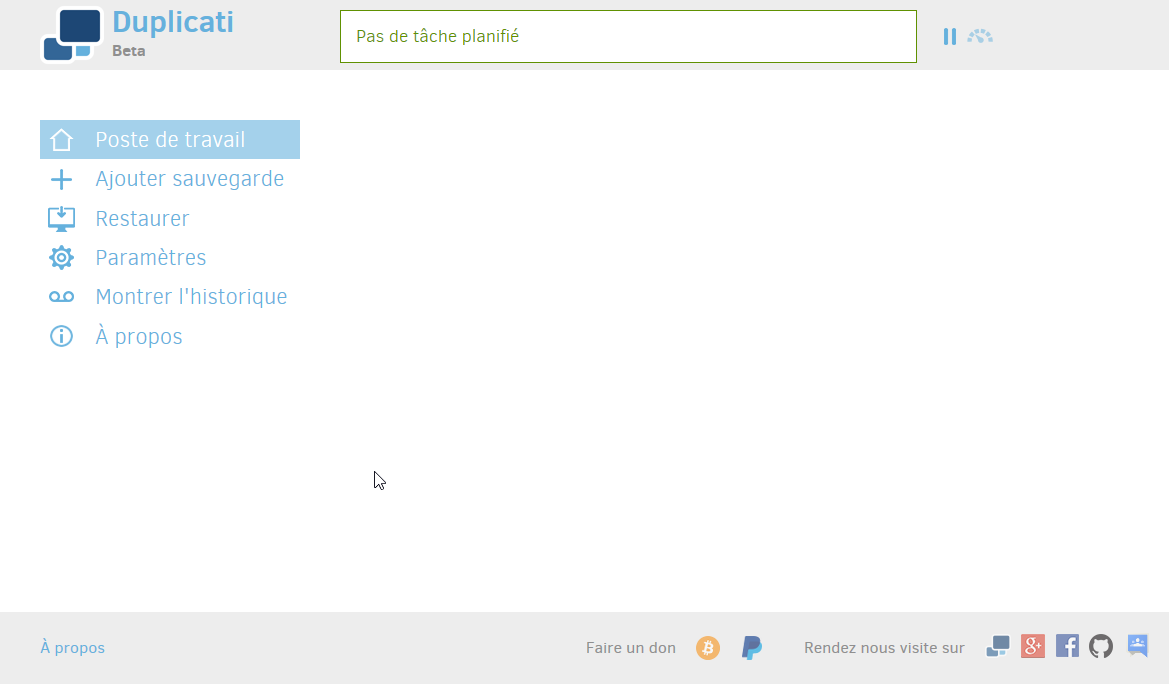 Duplicati
Beta
Pas de tâche planifié
Poste de travail
Ajouter sauvegarde
Restaurer
Paramètres
Montrer l'historique
À propos
À propos
Faire un don
Rendez nous visite sur